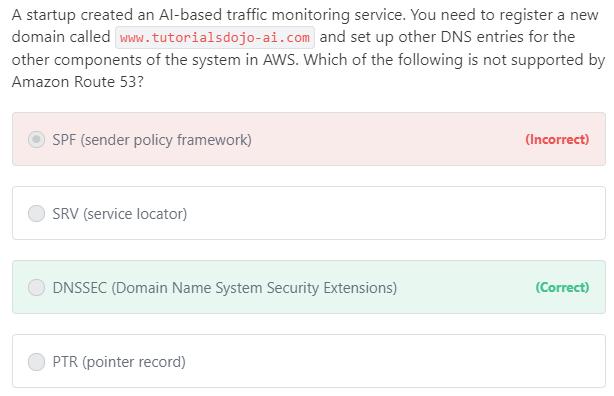 A startup created an AI-based traffic monitoring service. You need to register a new
domain called www.tutorialsdojo-ai.com and set up other DNS entries for the
other components of the system in AWS. Which of the following is not supported by
Amazon Route 53?
SPF (sender policy framework) (Incorrect)
SRV (service locator)
DNSSEC (Domain Name System Security Extensions) (Correct)
PTR (pointer record)